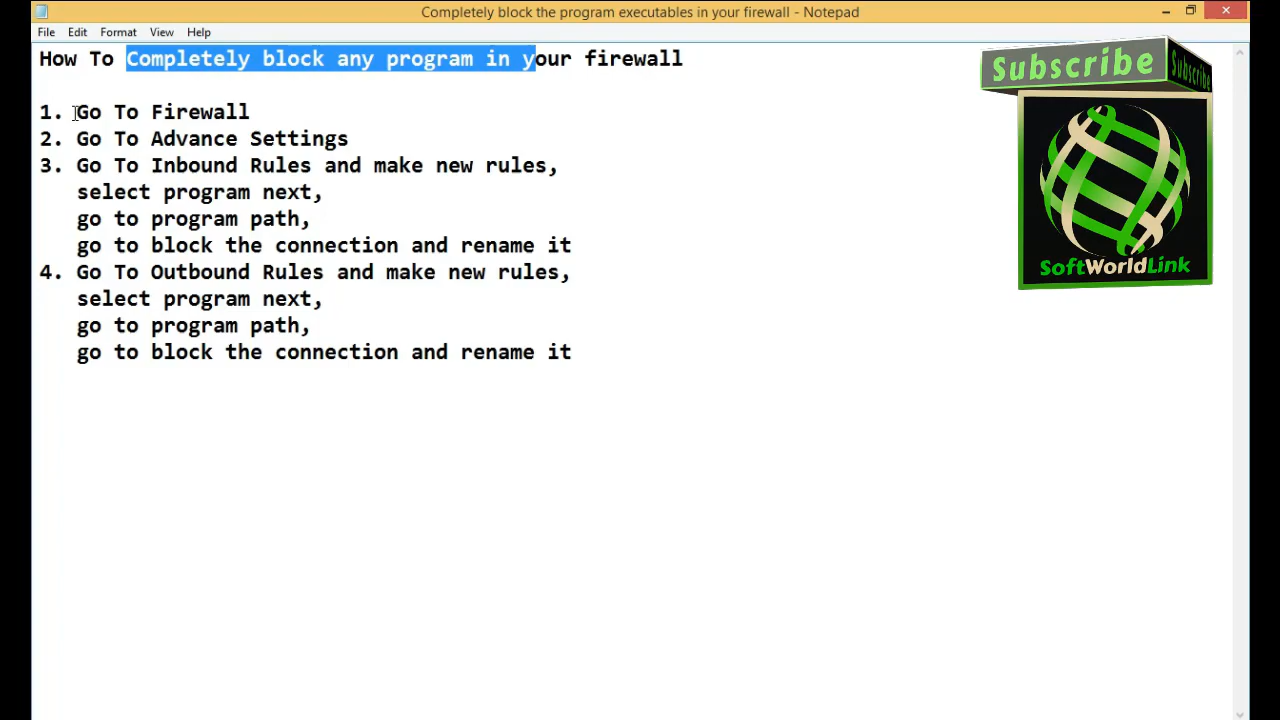 Completely block the program executables in your firewall - Notepad
File Edit Format View Help
How To Completely block any program in your firewall
1. Go To Firewall
2. Go To Advance Settings
3. Go To Inbound Rules and make new rules,
select program next,
go to program path,
go to block the connection and rename it
4. Go To Outbound Rules and make new rules,
select program next,
go to program path,
go to block the connection and rename it
Subscribe
Subscribe
SoftWorldLink